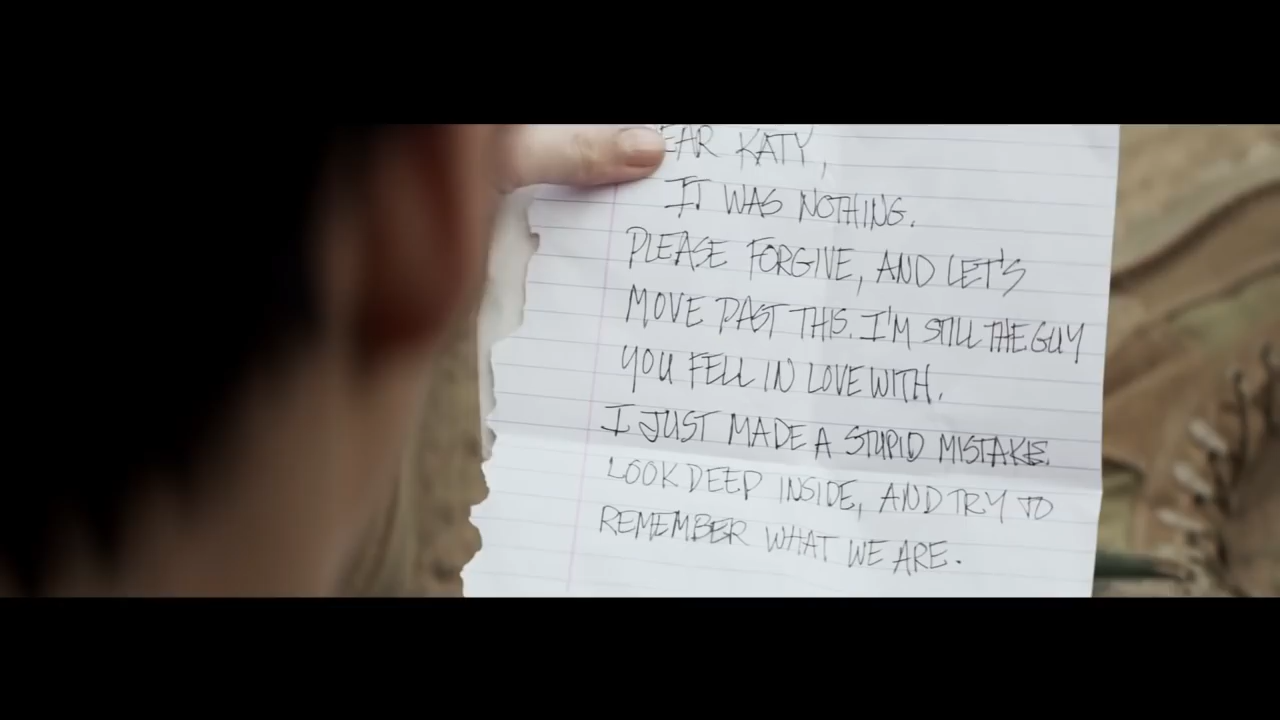 EAR KATY,
IT WAS NOTHING.
PLEASE FORGIVE, AND LET'S
MOVE PAST THIS. I'M STILL THE GUY
YOU FELL IN LOVE WITH.
I JUST MADE A STUPID MISTAKE.
LOOK DEEP INSIDE, AND TRY TO
REMEMBER WHAT WE ARE.